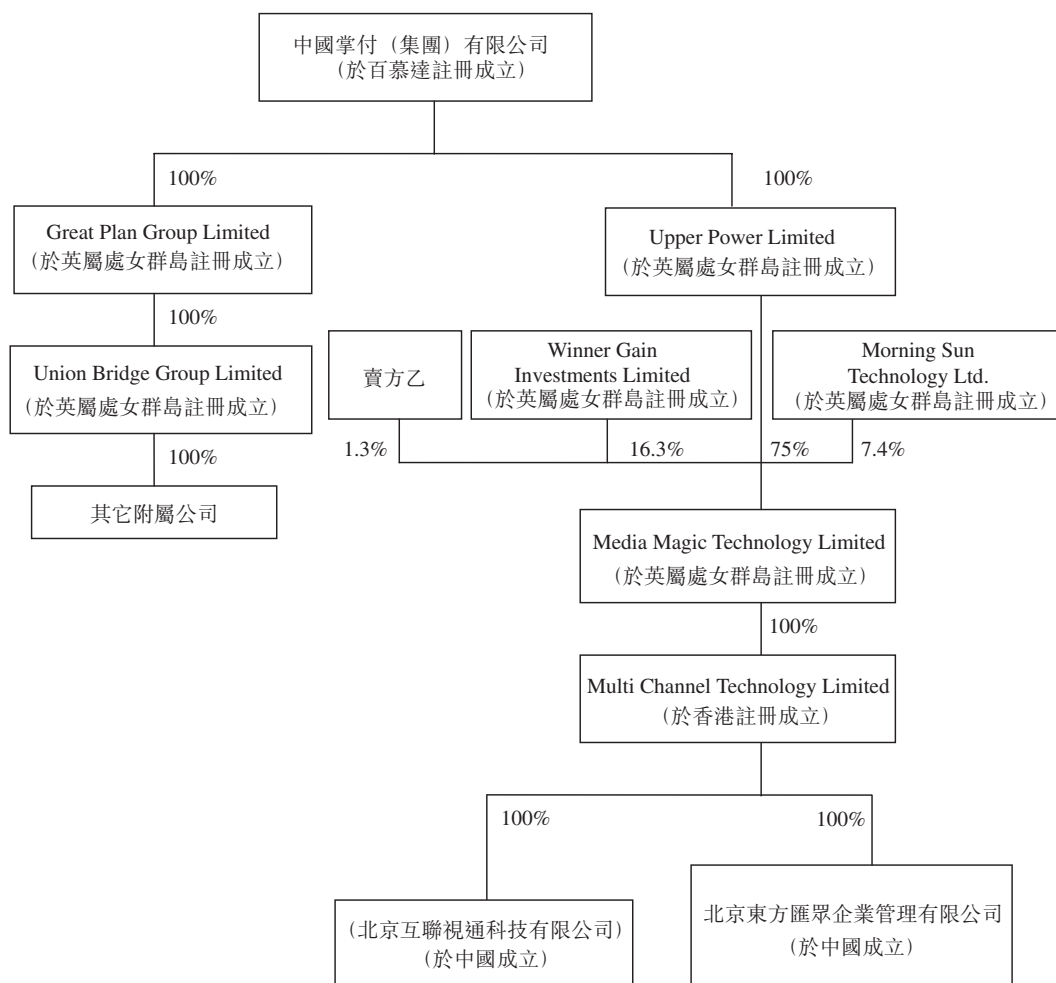 中國掌付（集團）有限公司
（於百慕達註冊成立）
100%
100%
Great Plan Group Limited
（於英屬處女群島註冊成立）
Upper Power Limited
（於英屬處女群島註冊成立）
100%
Union Bridge Group Limited
（於英屬處女群島註冊成立）
賣方乙
Winner Gain
Investments Limited
（於英屬處女群島註冊成立）
Morning Sun
Technology Ltd.
（於英屬處女群島註冊成立）
100%
1.3%
16.3%
75%
7.4%
其它附屬公司
Media Magic Technology Limited
（於英屬處女群島註冊成立）
100%
Multi Channel Technology Limited
（於香港註冊成立）
100%
100%
（北京互聯視通科技有限公司）
（於中國成立）
北京東方匯眾企業管理有限公司
（於中國成立）